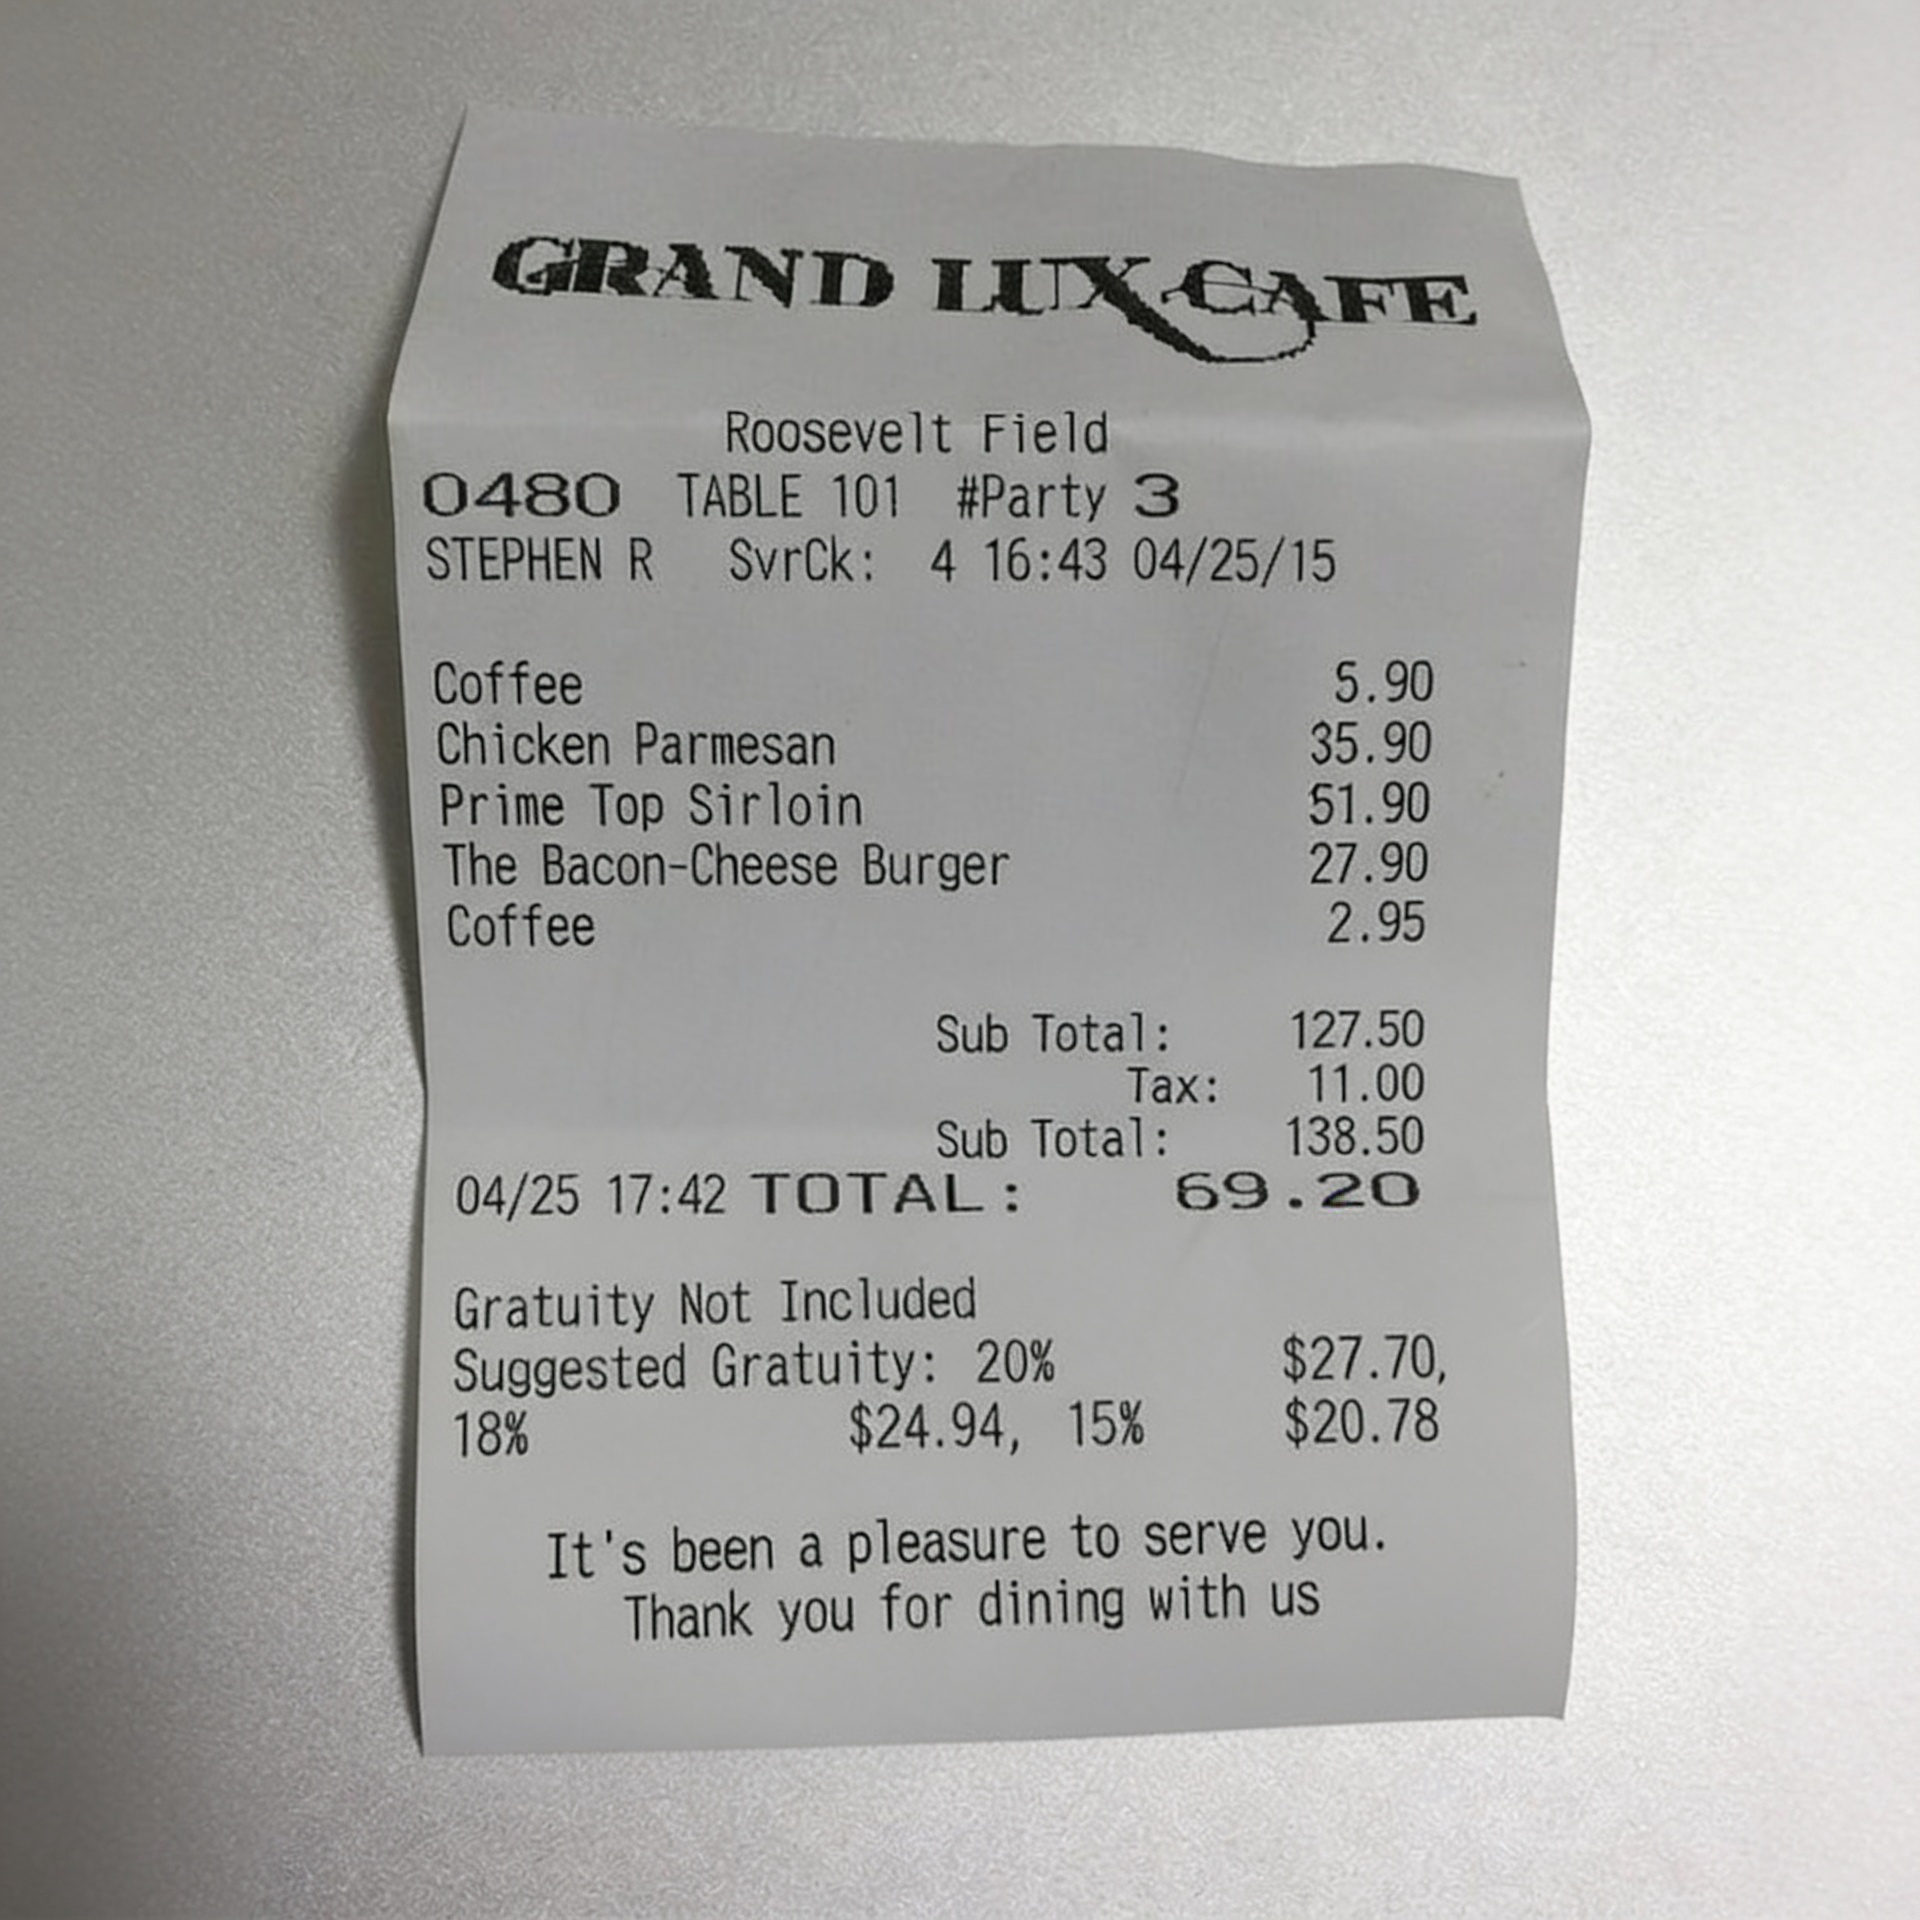 GRAND LUX CAFE
Roosevelt Field
0480 TABLE 101 #Party 3
STEPHEN R SvrCk: 4 16:43 04/25/15
Coffee 5.90
Chicken Parmesan 35.90
Prime Top Sirloin 51.90
The Bacon-Cheese Burger 27.90
Coffee 2.95
Sub Total: 127.50
Tax: 11.00
Sub Total: 138.50
04/25 17:42 TOTAL: 69.20
Gratuity Not Included
Suggested Gratuity: 20% $27.70,
18% $24.94, 15% $20.78
It's been a pleasure to serve you.
Thank you for dining with us